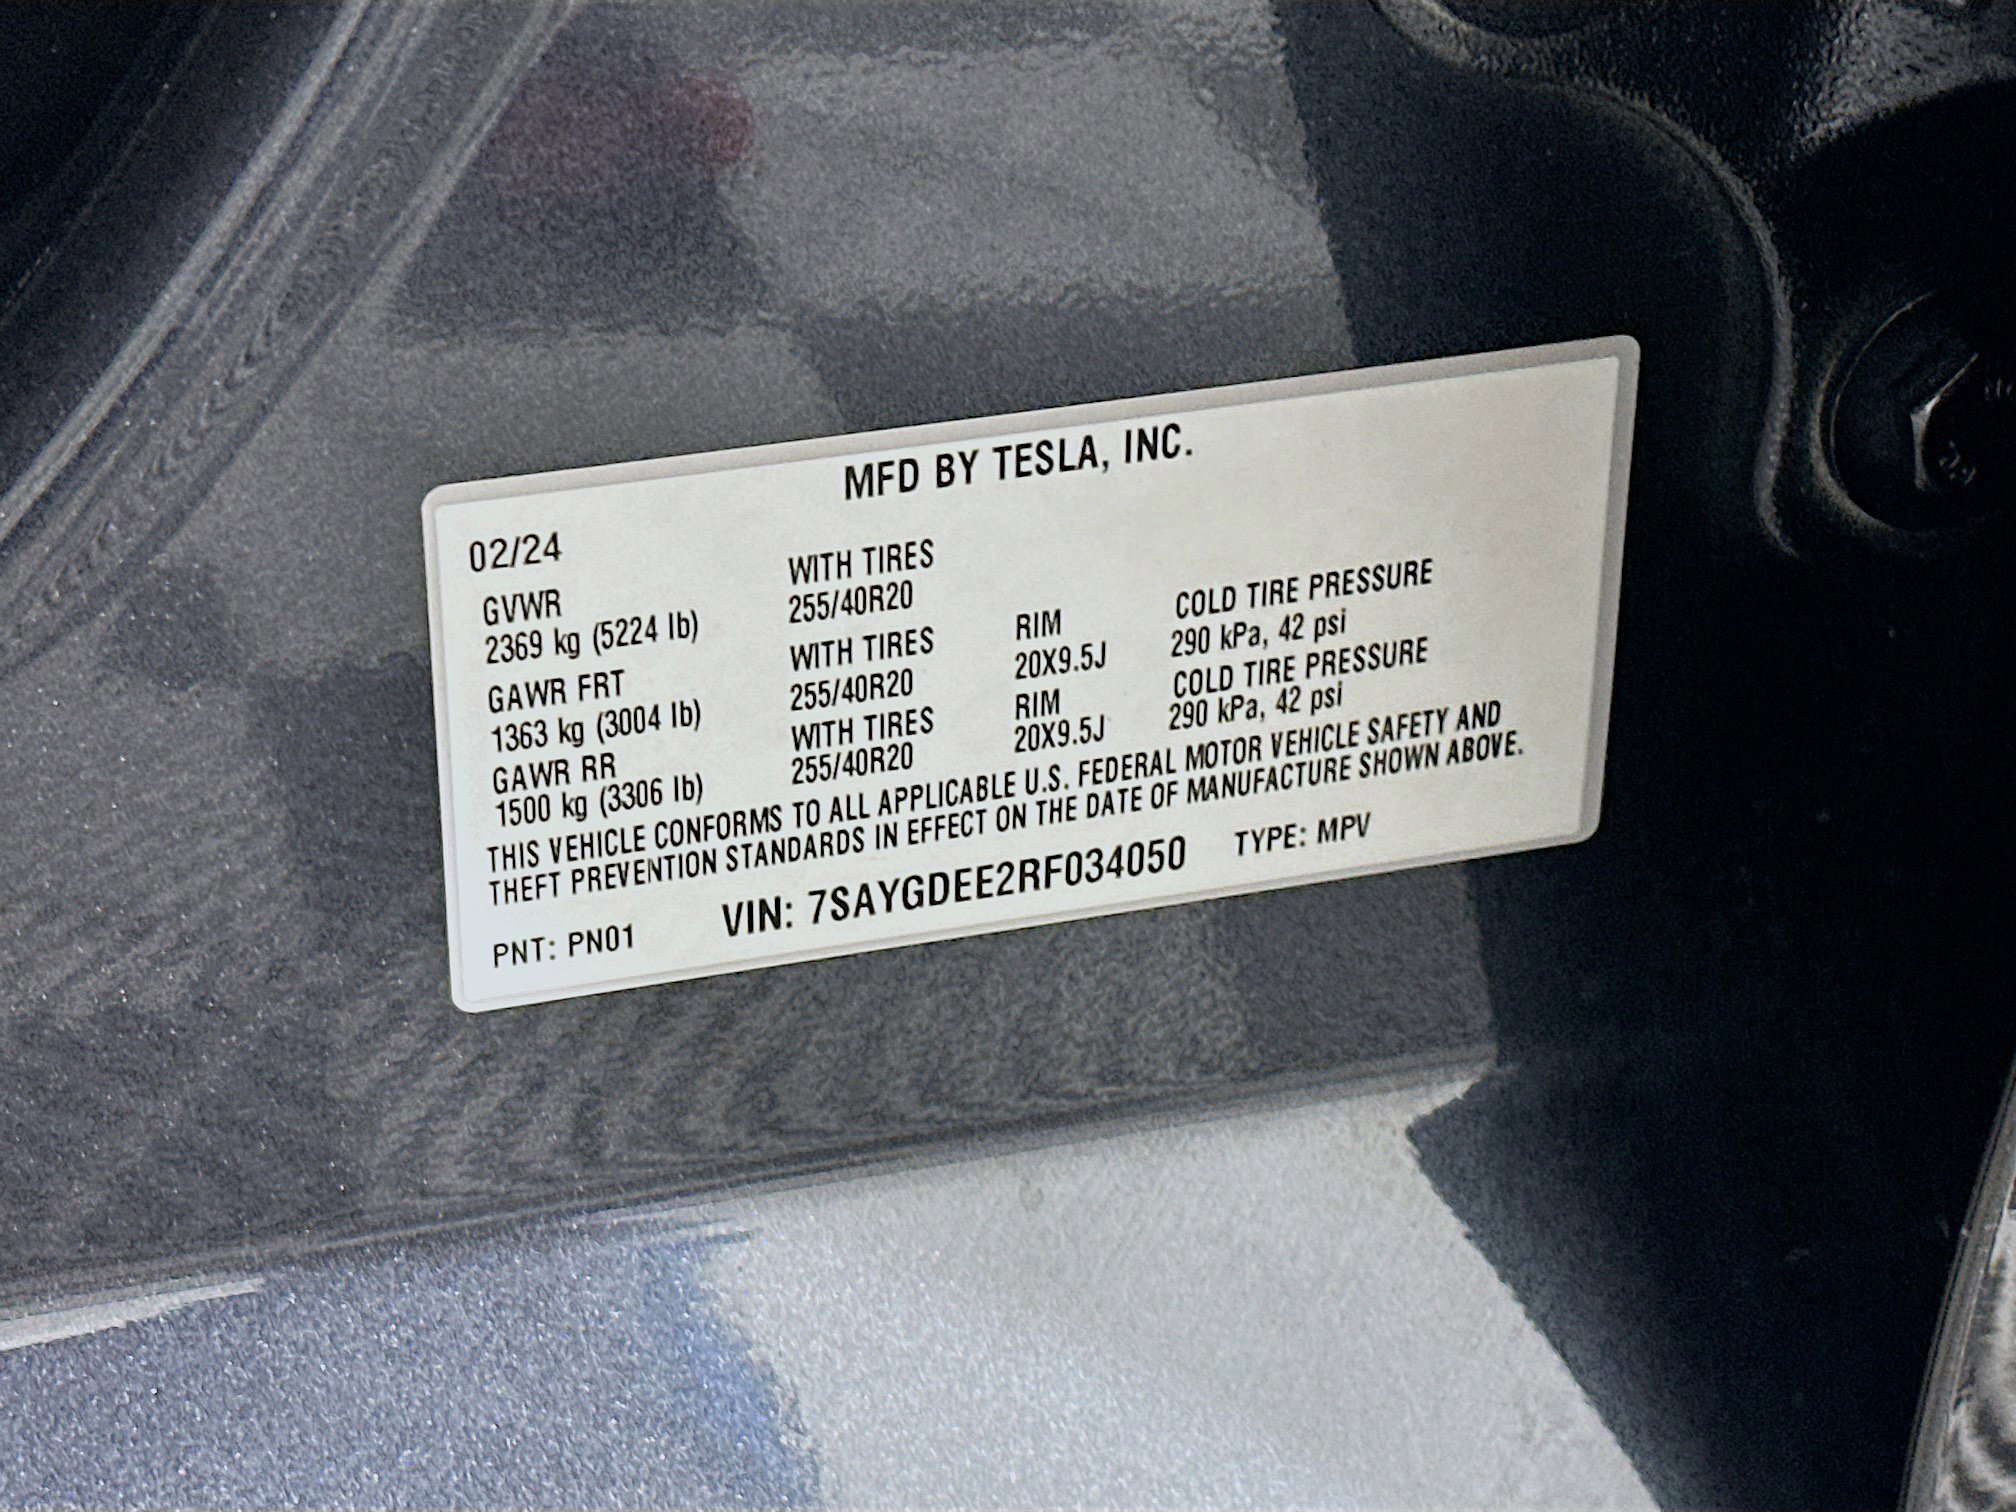 MFD BY TESLA, INC.
02/24
GVWR WITH TIRES
2369 kg (5224 lb) 255/40R20
GAWR FRT WITH TIRES RIM COLD TIRE PRESSURE
1363 kg (3004 lb) 255/40R20 20X9.5J 290 kPa, 42 psi
GAWR RR WITH TIRES RIM COLD TIRE PRESSURE
1500 kg (3306 lb) 255/40R20 20X9.5J 290 kPa, 42 psi
THIS VEHICLE CONFORMS TO ALL APPLICABLE U.S. FEDERAL MOTOR VEHICLE SAFETY AND
THEFT PREVENTION STANDARDS IN EFFECT ON THE DATE OF MANUFACTURE SHOWN ABOVE.
PNT: PN01 VIN: 7SAYGDEE2RF034050 TYPE: MPV